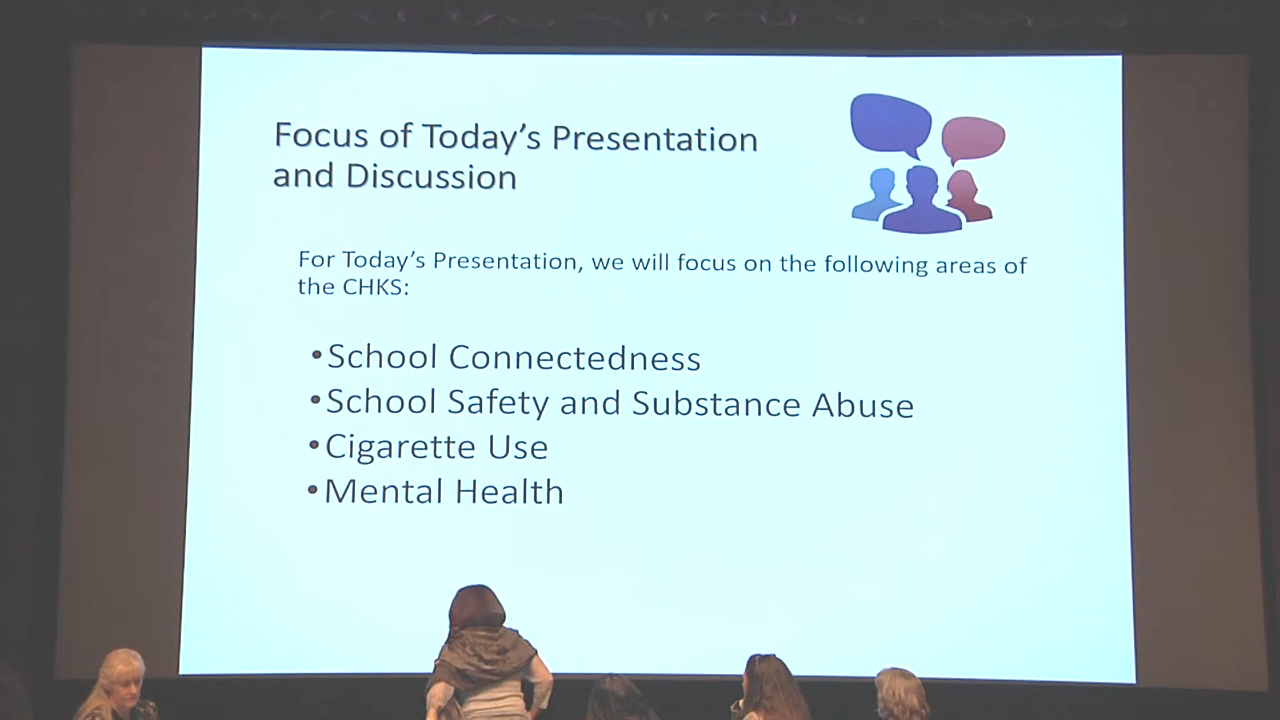 Focus of Today's Presentation
and Discussion
For Today's Presentation, we will focus on the following areas of
the CHKS:
•School Connectedness
•School Safety and Substance Abuse
•Cigarette Use
•Mental Health